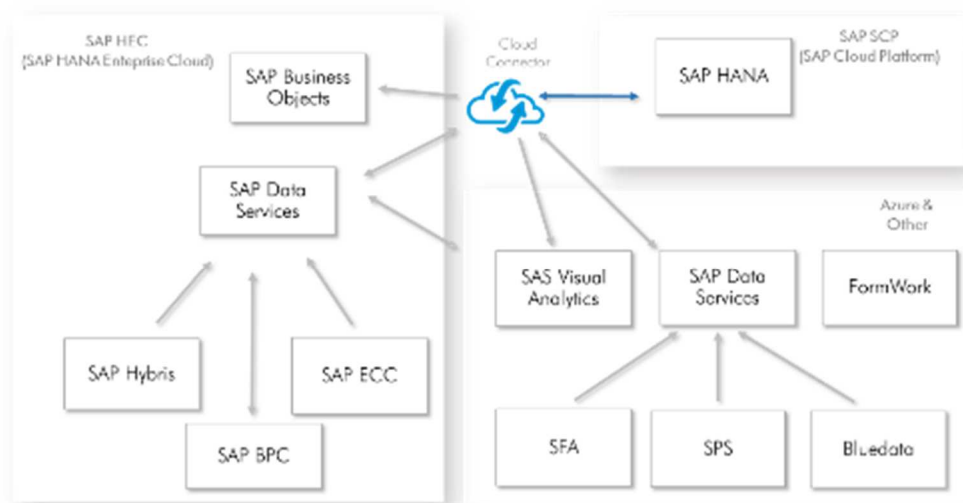 SAP HEC
(SAP HANA Enteprise Cloud)
SAP Business
Objects
SAP Data
Services
SAP Hybris
SAP ECC
SAP BPC
Cloud
Connector
SAP SCP
(SAP Cloud Platform)
SAP HANA
Azure &
Other
SAS Visual
Analytics
SAP Data
Services
FormWork
SFA
SPS
Bluedata